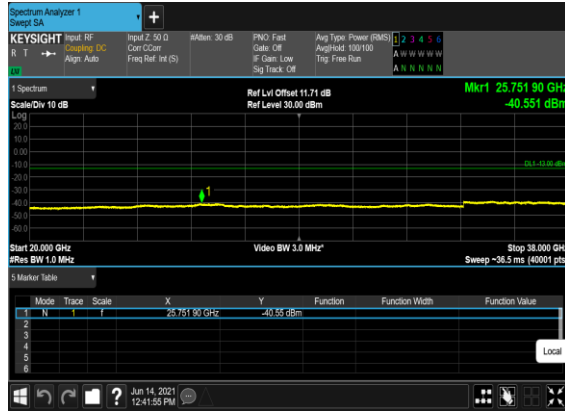 Spectrum Analyzer 1
Swept SA
+
KEYSIGHT Input: RF Input Z: 50 Ω #Atten: 30 dB PNO: Fast Avg Type: Power (RMS) 1 2 3 4 5 6
R T Coupling: DC Corr CCorr Gate: Off Avg|Hold: 100/100 A W W W W W
Align: Auto Freq Ref: Int (S) IF Gain: Low Trig: Free Run
Sig Track: Off A N N N N N
1 Spectrum Ref Lvl Offset 11.71 dB Mkr1 25.751 90 GHz
Scale/Div 10 dB Ref Level 30.00 dBm -40.551 dBm
Log
20.0
10.0
0.00
-10.0 DL1 -13.00 dBm
-20.0
-30.0
1
-40.0
-50.0
-60.0
Start 20.000 GHz Video BW 3.0 MHz* Stop 38.000 GHz
#Res BW 1.0 MHz Sweep ~36.5 ms (40001 pts)
5 Marker Table
Mode Trace Scale X Y Function Function Width Function Value
1 N 1 f 25.751 90 GHz -40.55 dBm
2
3
4
5
6
Local
? Jun 14, 2021
12:41:55 PM